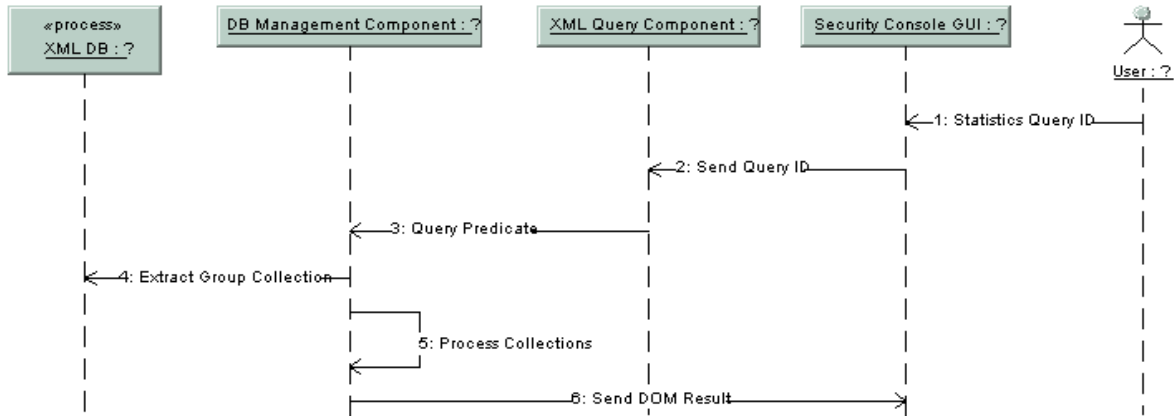 «process»
XML DB : ?
DB Management Component : ?
XML Query Component : ?
Security Console GUI : ?
User : ?
1: Statistics Query ID
2: Send Query ID
3: Query Predicate
4: Extract Group Collection
5: Process Collections
6: Send DOM Result